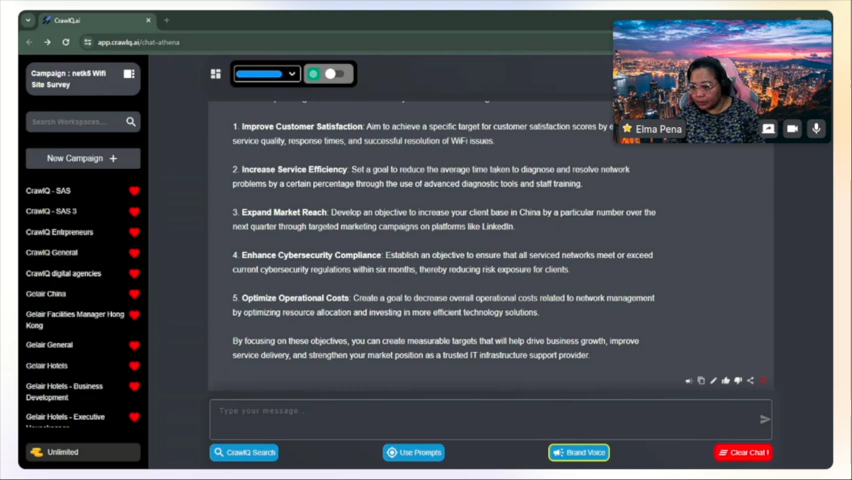 CrawlQ.ai
app.crawlq.ai/chat-athena
Campaign : netk5 Wifi
Site Survey
Search Workspaces...
New Campaign +
CrawlQ - SAS
CrawlQ - SAS 3
CrawlQ Entrpreneurs
CrawlQ General
CrawlQ digital agencies
Gelair China
Gelair Facilities Manager Hong
Kong
Gelair General
Gelair Hotels
Gelair Hotels - Business
Development
Gelair Hotels - Executive
Unlimited
1. Improve Customer Satisfaction: Aim to achieve a specific target for customer satisfaction scores by
service quality, response times, and successful resolution of WiFi issues.
2. Increase Service Efficiency: Set a goal to reduce the average time taken to diagnose and resolve network
problems by a certain percentage through the use of advanced diagnostic tools and staff training.
3. Expand Market Reach: Develop an objective to increase your client base in China by a particular number over the
next quarter through targeted marketing campaigns on platforms like LinkedIn.
4. Enhance Cybersecurity Compliance: Establish an objective to ensure that all serviced networks meet or exceed
current cybersecurity regulations within six months, thereby reducing risk exposure for clients.
5. Optimize Operational Costs: Create a goal to decrease overall operational costs related to network management
by optimizing resource allocation and investing in more efficient technology solutions.
By focusing on these objectives, you can create measurable targets that will help drive business growth, improve
service delivery, and strengthen your market position as a trusted IT infrastructure support provider.
Type your message...
CrawlQ Search
Use Prompts
Brand Voice
Clear Chat !
Elma Pena